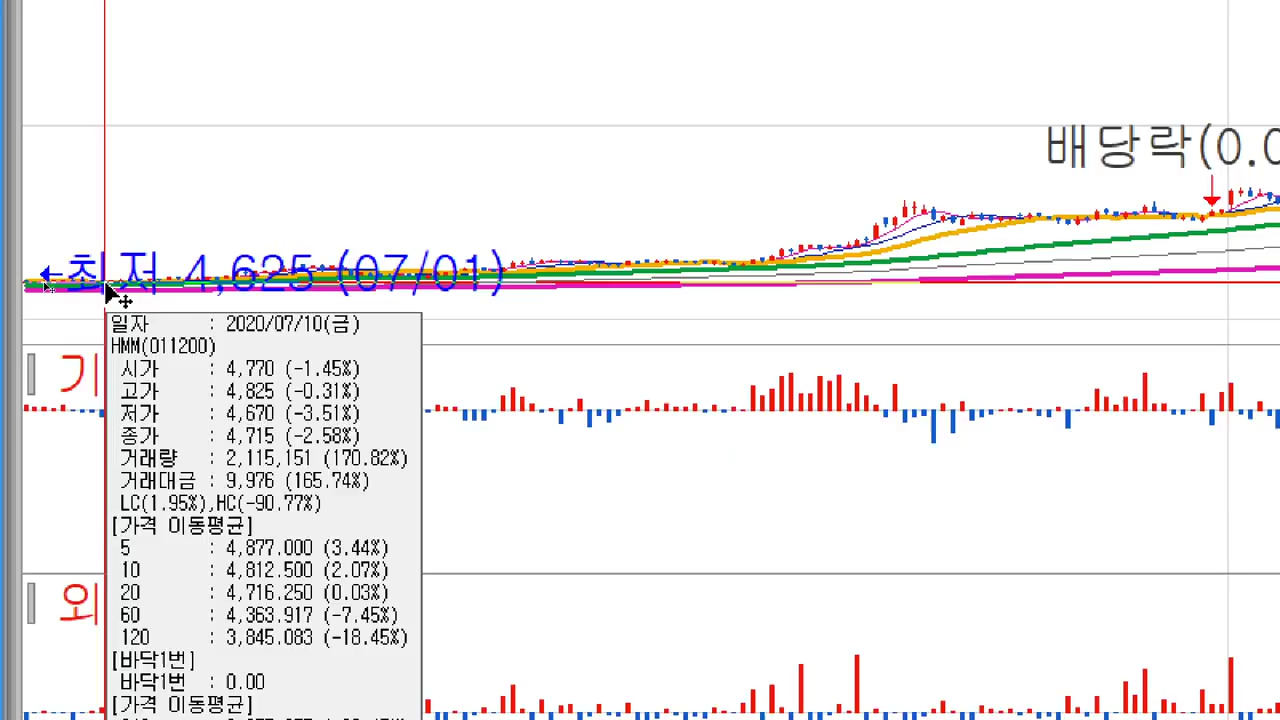 배당락(0.0
최저 4,625 (07/01)
일자 : 2020/07/10(금)
HMM(011200)
시가 : 4,770 (-1.45%)
고가 : 4,825 (-0.31%)
저가 : 4,670 (-3.51%)
종가 : 4,715 (-2.58%)
거래량 : 2,115,151 (170.82%)
거래대금 : 9,976 (165.74%)
LC(1.95%),HC(-90.77%)
[가격 이동평균]
5 : 4,877.000 (3.44%)
10 : 4,812.500 (2.07%)
20 : 4,716.250 (0.03%)
60 : 4,363.917 (-7.45%)
120 : 3,845.083 (-18.45%)
[바닥1번]
바닥1번 : 0.00
[가격 이동평균]
기
외